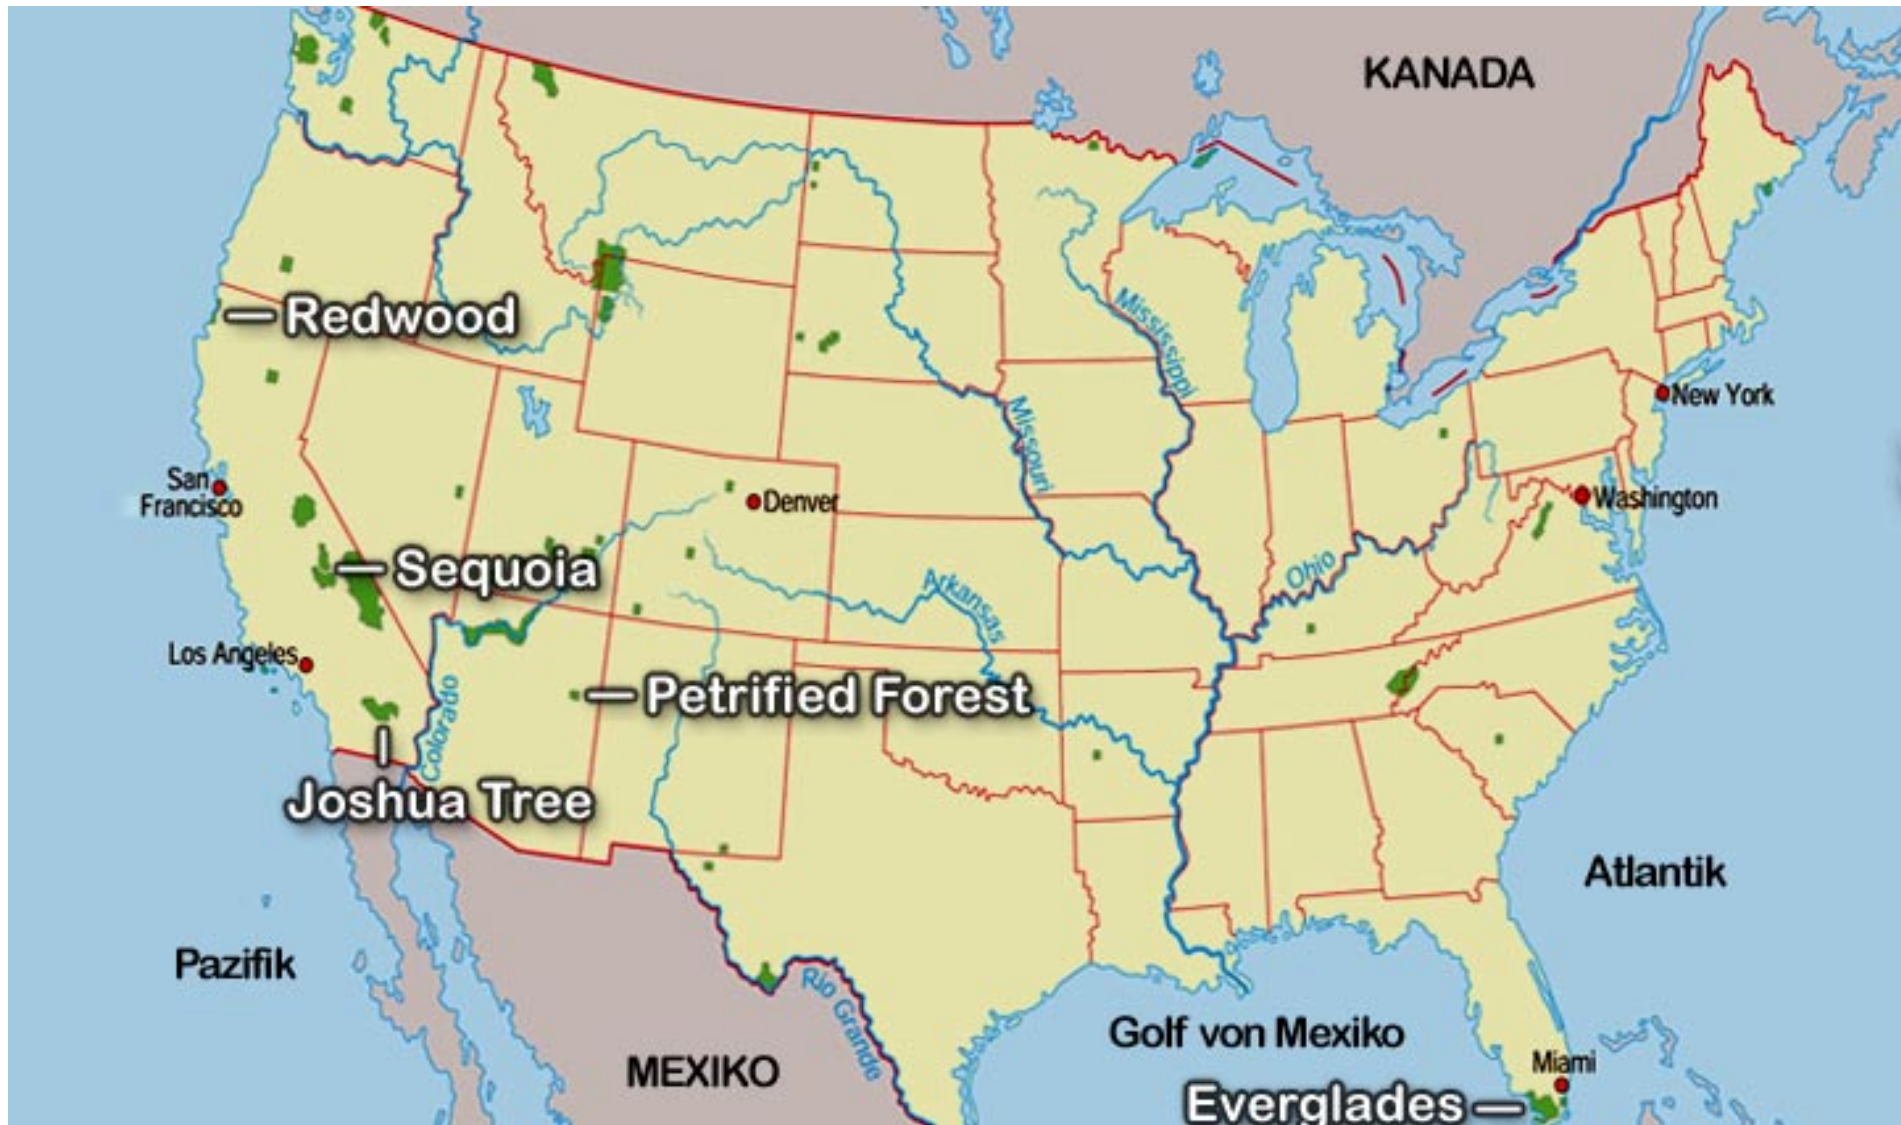 KANADA
Redwood
Mississippi
Missouri
New York
San
Francisco
Denver
Washington
Sequoia
Ohio
Arkansas
Los Angeles
Colorado
Petrified Forest
Joshua Tree
Atlantik
Pazifik
Rio Grande
Golf von Mexiko
MEXIKO
Miami
Everglades